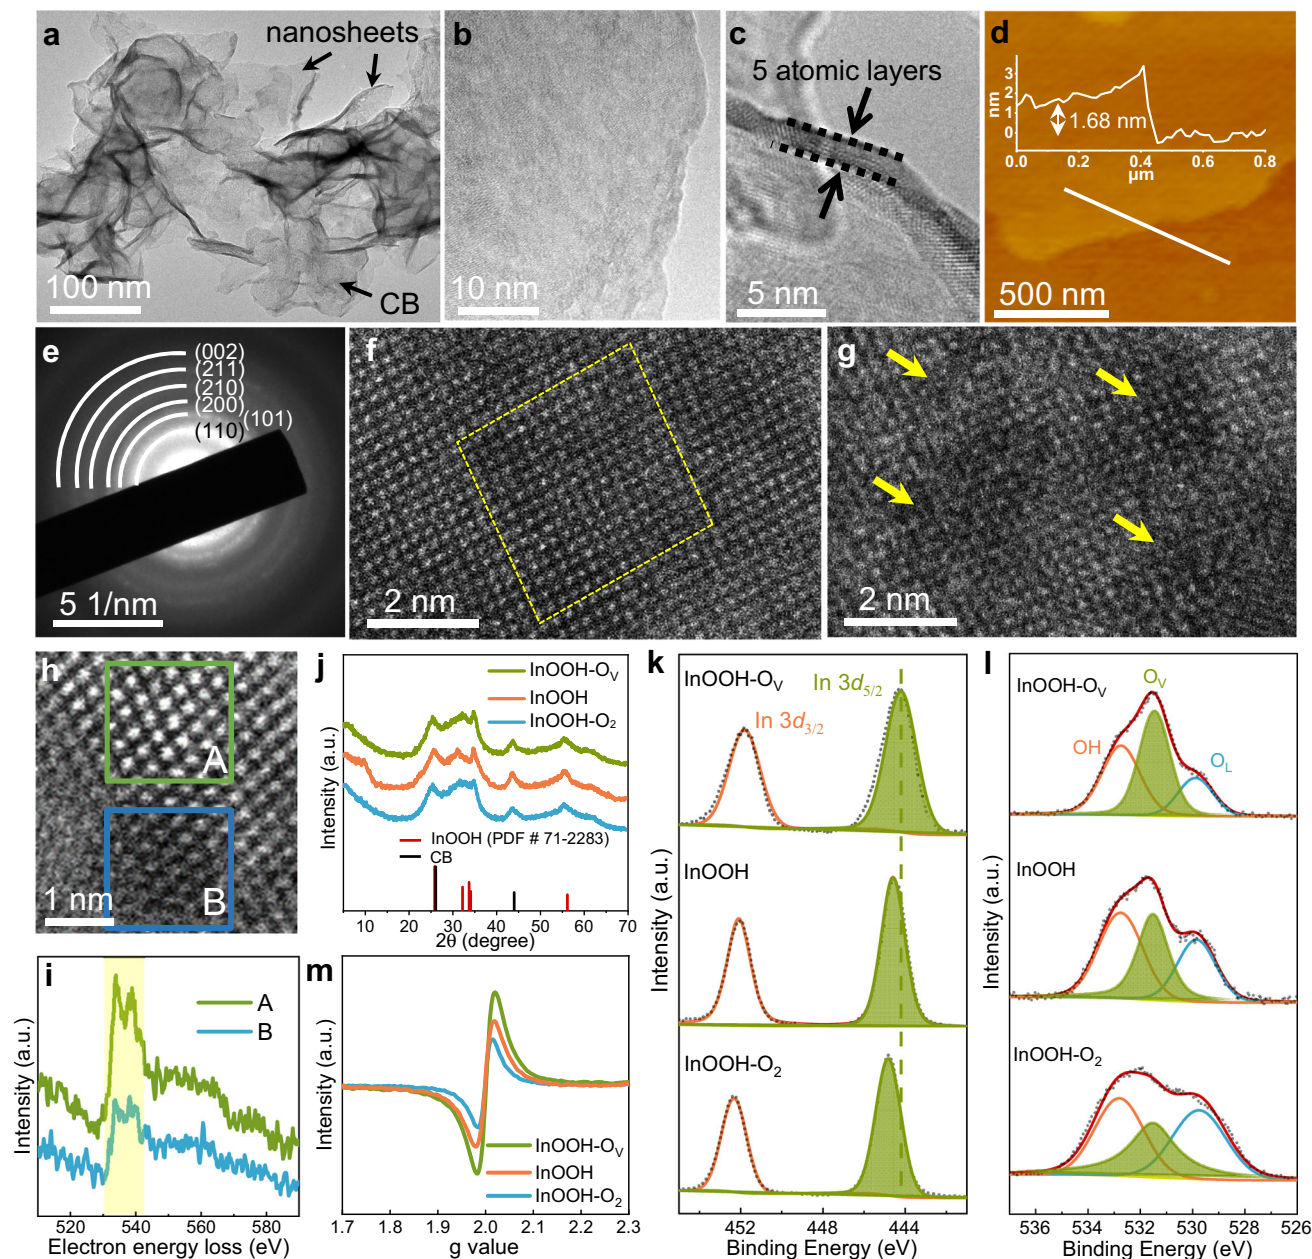 a
nanosheets
CB
100 nm
b
10 nm
c
5 atomic layers
5 nm
d
nm
3
2
1
0
1.68 nm
0.0 0.2 0.4 0.6 0.8
µm
500 nm
e
(002)
(211)
(210)
(200)
(101)
(110)
5 1/nm
f
2 nm
g
2 nm
h
A
B
1 nm
i
A
B
Intensity (a.u.)
520 540 560 580
Electron energy loss (eV)
j
InOOH-OV
InOOH
InOOH-O2
Intensity (a.u.)
InOOH (PDF # 71-2283)
CB
10 20 30 40 50 60 70
2θ (degree)
m
Intensity (a.u.)
InOOH-OV
InOOH
InOOH-O2
1.7 1.8 1.9 2.0 2.1 2.2 2.3
g value
k
InOOH-OV
In 3d5/2
In 3d3/2
InOOH
InOOH-O2
Intensity (a.u.)
452 448 444
Binding Energy (eV)
l
InOOH-OV
OV
OH
OL
InOOH
InOOH-O2
Intensity (a.u.)
536 534 532 530 528 526
Binding Energy (eV)